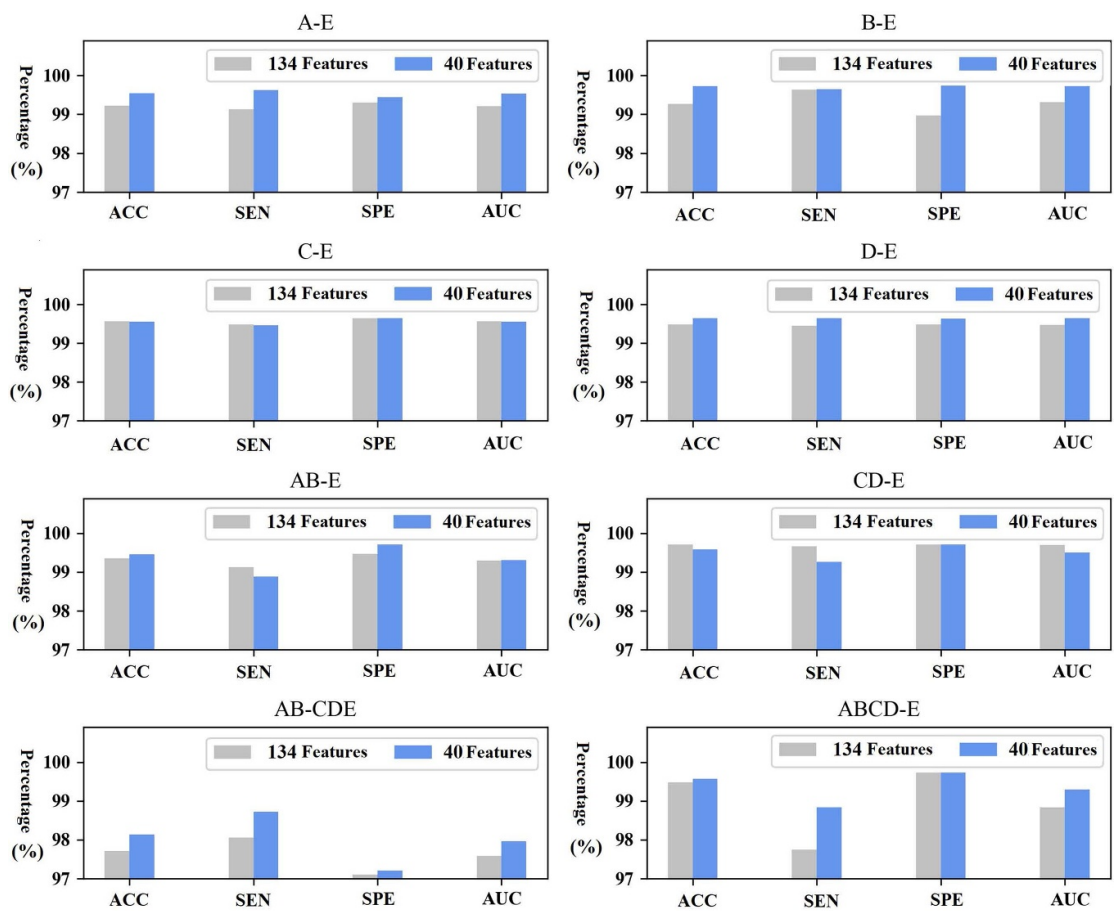 A-E
134 Features 40 Features
Percentage
(%)
100
99
98
97
ACC SEN SPE AUC
B-E
134 Features 40 Features
Percentage
(%)
100
99
98
97
ACC SEN SPE AUC
C-E
134 Features 40 Features
Percentage
(%)
100
99
98
97
ACC SEN SPE AUC
D-E
134 Features 40 Features
Percentage
(%)
100
99
98
97
ACC SEN SPE AUC
AB-E
134 Features 40 Features
Percentage
(%)
100
99
98
97
ACC SEN SPE AUC
CD-E
134 Features 40 Features
Percentage
(%)
100
99
98
97
ACC SEN SPE AUC
AB-CDE
134 Features 40 Features
Percentage
(%)
100
99
98
97
ACC SEN SPE AUC
ABCD-E
134 Features 40 Features
Percentage
(%)
100
99
98
97
ACC SEN SPE AUC